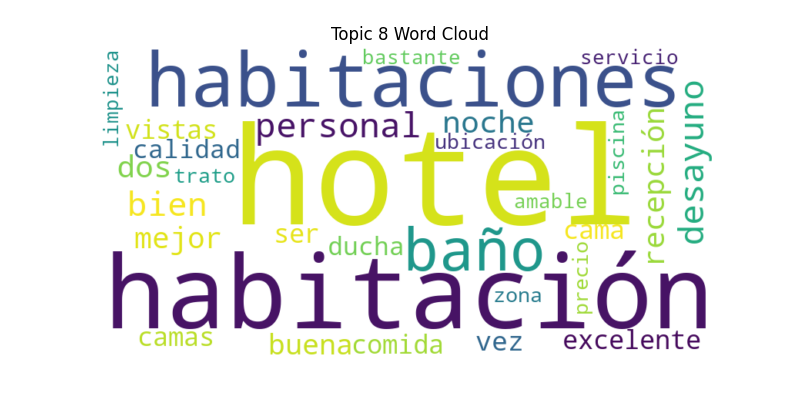 Topic 8 Word Cloud
bastante
servicio
limpieza
habitaciones
vistas
personal
noche
piscina
recepción
desayuno
calidad
ubicación
dos
trato
hotel
bien
amable
mejor
ser
ducha
baño
cama
precio
habitación
zona
camas
buena
comida
vez
excelente